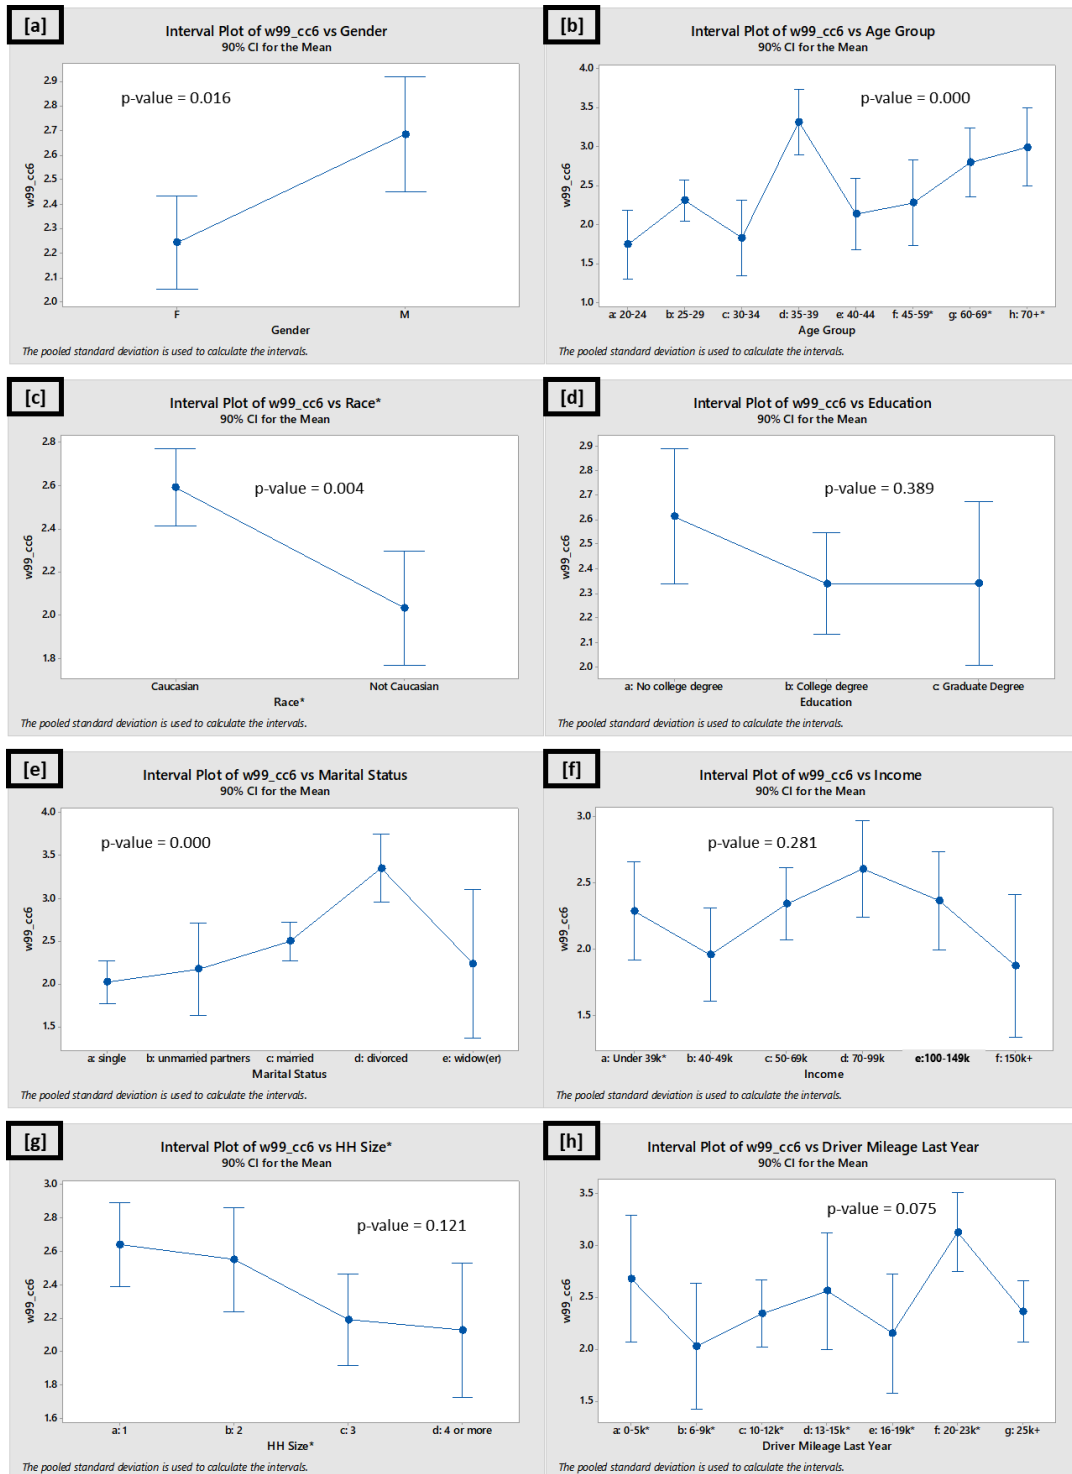 [a]
Interval Plot of w99_cc6 vs Gender
90% CI for the Mean
p-value = 0.016
2.9
2.8
2.7
2.6
2.5
2.4
2.3
2.2
2.1
2.0
w99_cc6
F M
Gender
The pooled standard deviation is used to calculate the intervals.
[b]
Interval Plot of w99_cc6 vs Age Group
90% CI for the Mean
p-value = 0.000
4.0
3.5
3.0
2.5
2.0
1.5
1.0
w99_cc6
a: 20-24 b: 25-29 c: 30-34 d: 35-39 e: 40-44 f: 45-59* g: 60-69* h: 70+*
Age Group
The pooled standard deviation is used to calculate the intervals.
[c]
Interval Plot of w99_cc6 vs Race*
90% CI for the Mean
p-value = 0.004
2.8
2.6
2.4
2.2
2.0
1.8
w99_cc6
Caucasian Not Caucasian
Race*
The pooled standard deviation is used to calculate the intervals.
[d]
Interval Plot of w99_cc6 vs Education
90% CI for the Mean
p-value = 0.389
2.9
2.8
2.7
2.6
2.5
2.4
2.3
2.2
2.1
2.0
w99_cc6
a: No college degree b: College degree c: Graduate Degree
Education
The pooled standard deviation is used to calculate the intervals.
[e]
Interval Plot of w99_cc6 vs Marital Status
90% CI for the Mean
p-value = 0.000
4.0
3.5
3.0
2.5
2.0
1.5
w99_cc6
a: single b: unmarried partners c: married d: divorced e: widow(er)
Marital Status
The pooled standard deviation is used to calculate the intervals.
[f]
Interval Plot of w99_cc6 vs Income
90% CI for the Mean
p-value = 0.281
3.0
2.5
2.0
1.5
w99_cc6
a: Under 39k* b: 40-49k c: 50-69k d: 70-99k e:100-149k f: 150k+
Income
The pooled standard deviation is used to calculate the intervals.
[g]
Interval Plot of w99_cc6 vs HH Size*
90% CI for the Mean
p-value = 0.121
3.0
2.8
2.6
2.4
2.2
2.0
1.8
1.6
w99_cc6
a: 1 b: 2 c: 3 d: 4 or more
HH Size*
The pooled standard deviation is used to calculate the intervals.
[h]
Interval Plot of w99_cc6 vs Driver Mileage Last Year
90% CI for the Mean
p-value = 0.075
3.5
3.0
2.5
2.0
1.5
w99_cc6
a: 0-5k* b: 6-9k* c: 10-12k* d: 13-15k* e: 16-19k* f: 20-23k* g: 25k+
Driver Mileage Last Year
The pooled standard deviation is used to calculate the intervals.